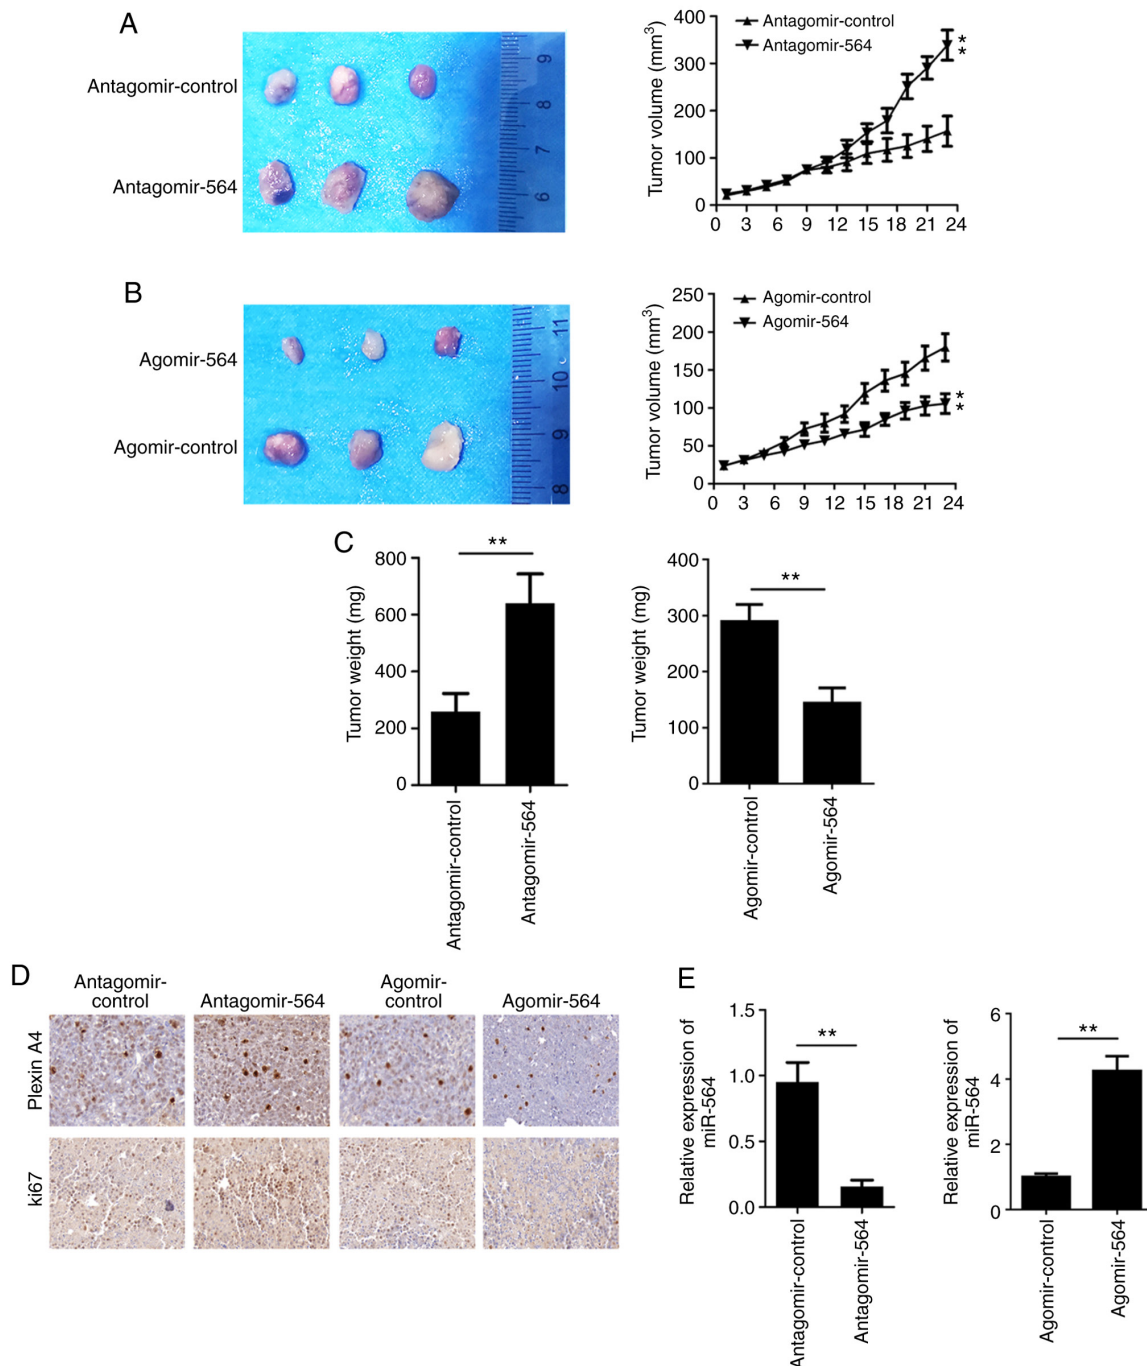 A
Antagomir-control
Antagomir-564
9
8
7
6
Tumor volume (mm3)
400
300
200
100
0
Antagomir-control
Antagomir-564
**
0 3 6 9 12 15 18 21 24
B
Agomir-564
Agomir-control
11
10
9
8
Tumor volume (mm3)
250
200
150
100
50
0
Agomir-control
Agomir-564
**
0 3 6 9 12 15 18 21 24
C
Tumor weight (mg)
800
600
400
200
0
**
Antagomir-control
Antagomir-564
Tumor weight (mg)
400
300
200
100
0
**
Agomir-control
Agomir-564
D
Antagomir-
control
Antagomir-564
Agomir-
control
Agomir-564
Plexin A4
ki67
E
Relative expression of
miR-564
1.5
1.0
0.5
0.0
**
Antagomir-control
Antagomir-564
Relative expression of
miR-564
6
4
2
0
**
Agomir-control
Agomir-564